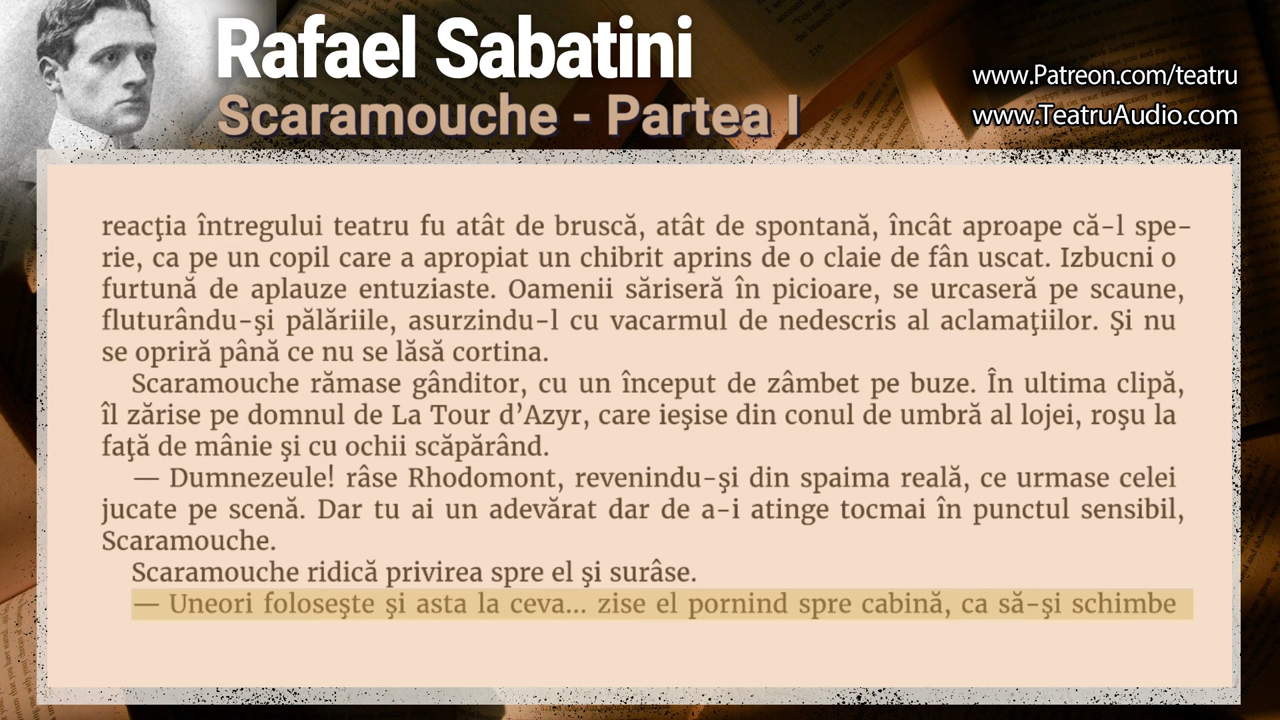 Rafael Sabatini
Scaramouche - Partea I
www.Patreon.com/teatru
www.TeatruAudio.com
reacţia întregului teatru fu atât de bruscă, atât de spontană, încât aproape că-l spe-
rie, ca pe un copil care a apropiat un chibrit aprins de o claie de fân uscat. Izbucni o
furtună de aplauze entuziaste. Oamenii săriseră în picioare, se urcaseră pe scaune,
fluturându-şi pălăriile, asurzindu-l cu vacarmul de nedescris al aclamaţiilor. Şi nu
se opriră până ce nu se lăsă cortina.
Scaramouche rămase gânditor, cu un început de zâmbet pe buze. În ultima clipă,
îl zărise pe domnul de La Tour d’Azyr, care ieşise din conul de umbră al lojei, roşu la
faţă de mânie şi cu ochii scăpărând.
— Dumnezeule! râse Rhodomont, revenindu-şi din spaima reală, ce urmase celei
jucate pe scenă. Dar tu ai un adevărat dar de a-i atinge tocmai în punctul sensibil,
Scaramouche.
Scaramouche ridică privirea spre el şi surâse.
— Uneori foloseşte şi asta la ceva... zise el pornind spre cabină, ca să-şi schimbe